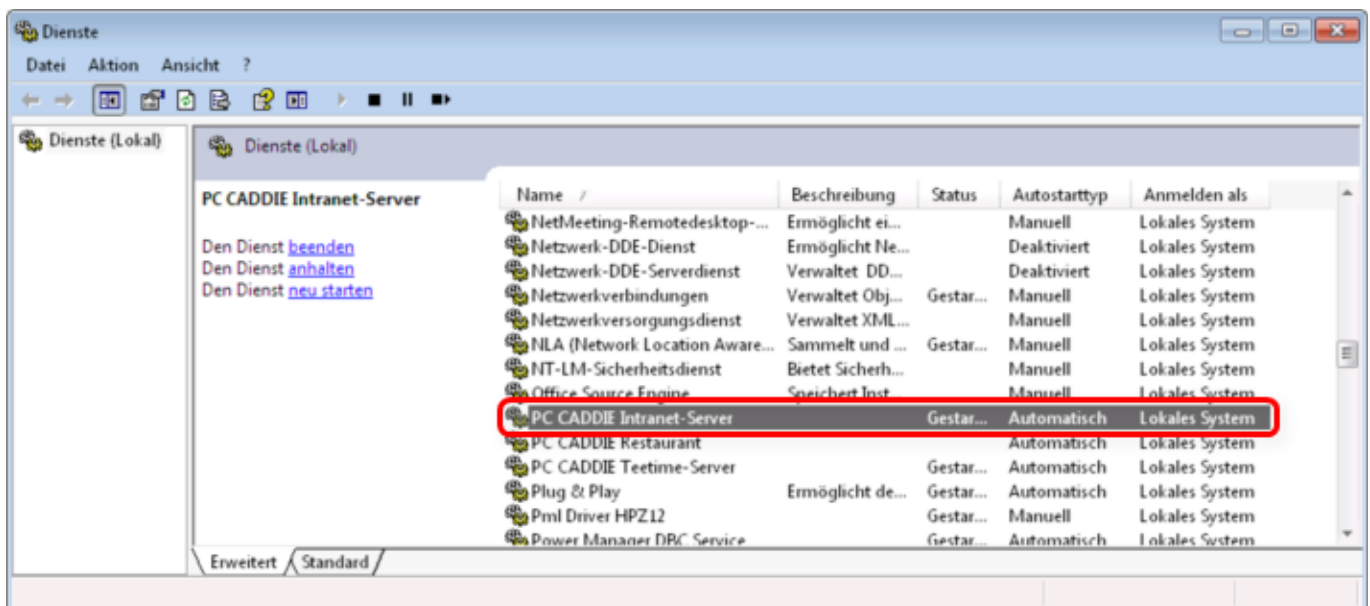 Dienste
Datei Aktion Ansicht ?
Dienste (Lokal)
Dienste (Lokal)
PC CADDIE Intranet-Server
Den Dienst beenden
Den Dienst anhalten
Den Dienst neu starten
Name Beschreibung Status Autostarttyp Anmelden als
NetMeeting-Remotedesktop-... Ermöglicht ei... Manuell Lokales System
Netzwerk-DDE-Dienst Ermöglicht Ne... Deaktiviert Lokales System
Netzwerk-DDE-Serverdienst Verwaltet DD... Deaktiviert Lokales System
Netzwerkverbindungen Verwaltet Obj... Gestar... Manuell Lokales System
Netzwerkversorgungsdienst Verwaltet XML... Manuell Lokales System
NLA (Network Location Aware... Sammelt und ... Gestar... Manuell Lokales System
NT-LM-Sicherheitsdienst Bietet Sicherh... Manuell Lokales System
Office Source Engine Speichert Inst... Manuell Lokales System
PC CADDIE Intranet-Server Gestar... Automatisch Lokales System
PC CADDIE Restaurant Automatisch Lokales System
PC CADDIE Teetime-Server Gestar... Automatisch Lokales System
Plug & Play Ermöglicht de... Gestar... Automatisch Lokales System
Pml Driver HPZ12 Gestar... Manuell Lokales System
Power Manager DBC Service Gestar... Automatisch Lokales System
Erweitert Standard